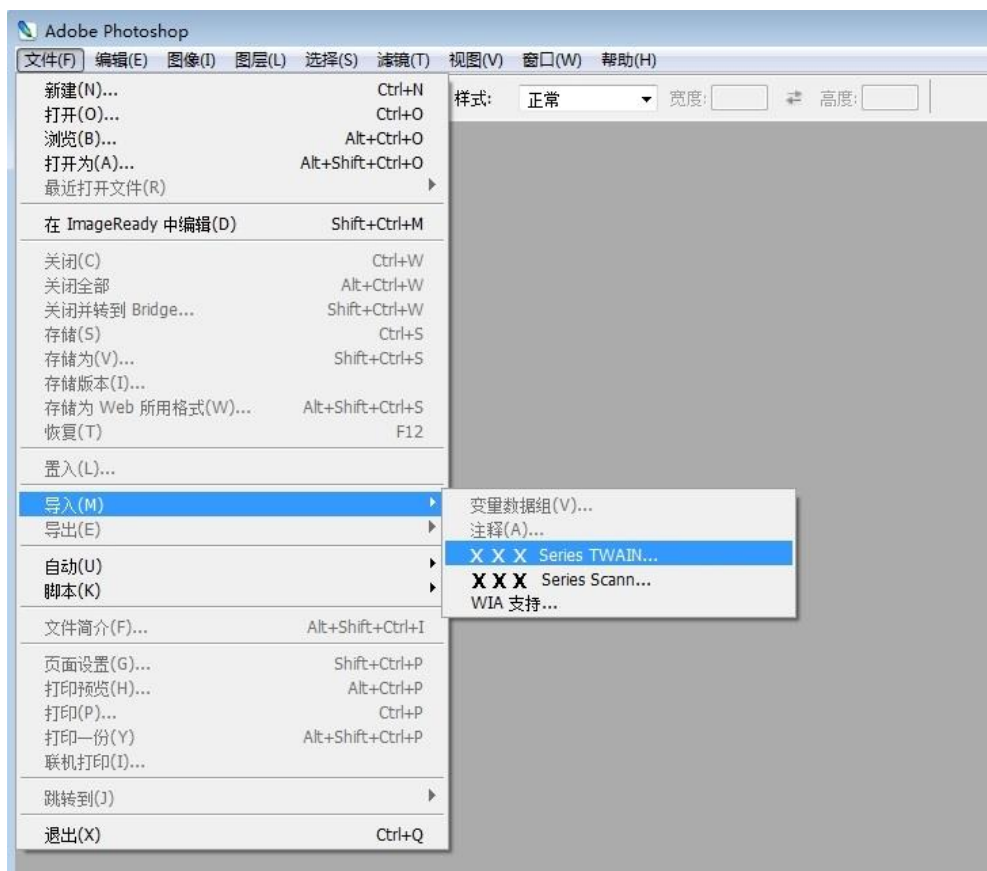 Adobe Photoshop
文件(F) 编辑(E) 图像(I) 图层(L) 选择(S) 滤镜(T) 视图(V) 窗口(W) 帮助(H)
样式: 正常 宽度: 高度:
新建(N)... Ctrl+N
打开(O)... Ctrl+O
浏览(B)... Alt+Ctrl+O
打开为(A)... Alt+Shift+Ctrl+O
最近打开文件(R)
在 ImageReady 中编辑(D) Shift+Ctrl+M
关闭(C) Ctrl+W
关闭全部 Alt+Ctrl+W
关闭并转到 Bridge... Shift+Ctrl+W
存储(S) Ctrl+S
存储为(V)... Shift+Ctrl+S
存储版本(I)...
存储为 Web 所用格式(W)... Alt+Shift+Ctrl+S
恢复(T) F12
置入(L)...
导入(M)
变量数据组(V)...
注释(A)...
X X X Series TWAIN...
X X X Series Scann...
WIA 支持...
导出(E)
自动(U)
脚本(K)
文件简介(F)... Alt+Shift+Ctrl+I
页面设置(G)... Shift+Ctrl+P
打印预览(H)... Alt+Ctrl+P
打印(P)... Ctrl+P
打印一份(Y) Alt+Shift+Ctrl+P
联机打印(I)...
跳转到(J)
退出(X) Ctrl+Q